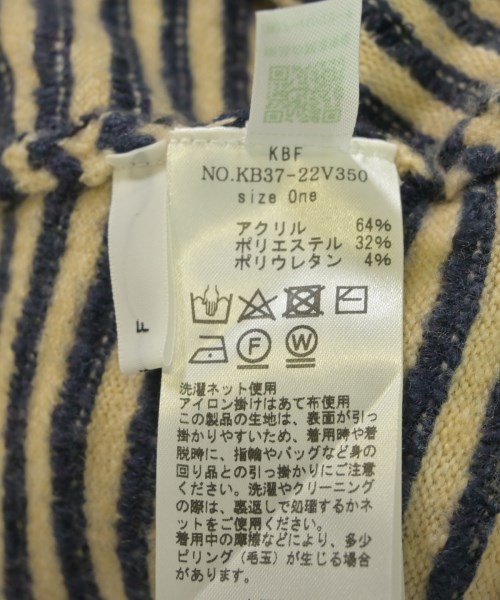 KBF
NO.KB37-22V350
size One
アクリル 64%
ポリエステル 32%
ポリウレタン 4%
F W
洗濯ネット使用
アイロン掛けはあて布使用
この製品の生地は、表面が引っ
掛かりやすいため、着用時や着
脱時に、指輪やバッグなど身の
回り品との引っ掛かりにご注意
ください。洗濯やクリーニング
の際は、裏返しで処理するかネ
ットをご使用ください。
着用中の摩擦などにより、多少
ピリング（毛玉）が生じる場合
があります。